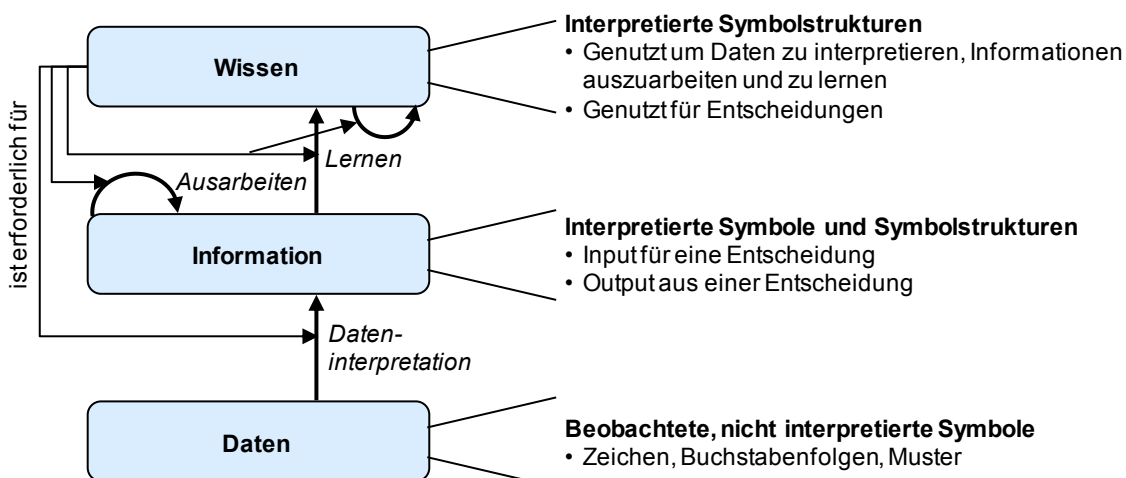 Wissen
Interpretierte Symbolstrukturen
• Genutzt um Daten zu interpretieren, Informationen
auszuarbeiten und zu lernen
• Genutzt für Entscheidungen
ist erforderlich für
Lernen
Ausarbeiten
Information
Interpretierte Symbole und Symbolstrukturen
• Input für eine Entscheidung
• Output aus einer Entscheidung
Daten-
interpretation
Daten
Beobachtete, nicht interpretierte Symbole
• Zeichen, Buchstabenfolgen, Muster